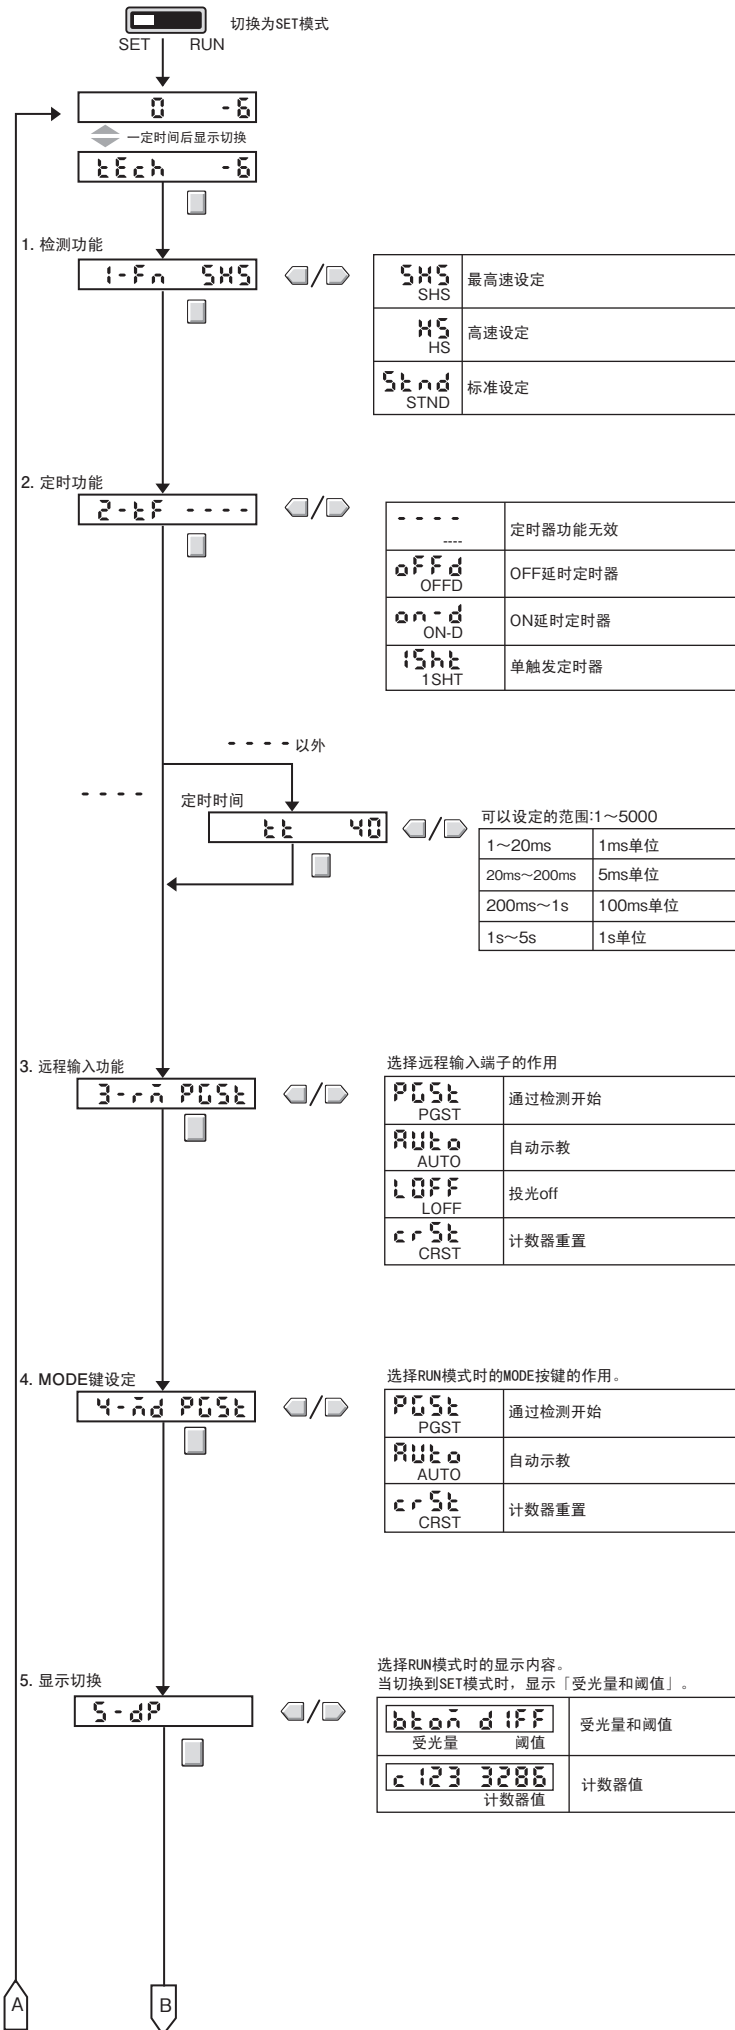 切换为SET模式
SET RUN
0 -6
一定时间后显示切换
tEch -6
1. 检测功能
1-Fn SHS
SHS
SHS 最高速设定
HS
HS 高速设定
Stnd
STND 标准设定
2. 定时功能
2-tF ----
---- 定时器功能无效
----
oFFd
OFFD OFF延时定时器
on-d
ON-D ON延时定时器
1Sht
1SHT 单触发定时器
----以外
----
定时时间
tt 40
可以设定的范围:1～5000
1～20ms 1ms单位
20ms～200ms 5ms单位
200ms～1s 100ms单位
1s～5s 1s单位
3. 远程输入功能
3-rm PGSt
选择远程输入端子的作用
PGSt
PGST 通过检测开始
AUto
AUTO 自动示教
LOFF
LOFF 投光off
crSt
CRST 计数器重置
4. MODE键设定
4-md PGSt
选择RUN模式时的MODE按键的作用。
PGSt
PGST 通过检测开始
AUto
AUTO 自动示教
crSt
CRST 计数器重置
5. 显示切换
5-dP
选择RUN模式时的显示内容。
当切换到SET模式时，显示「受光量和阈值」。
btom d1FF
受光量 阈值 受光量和阈值
c123 3286
计数器值 计数器值
A B